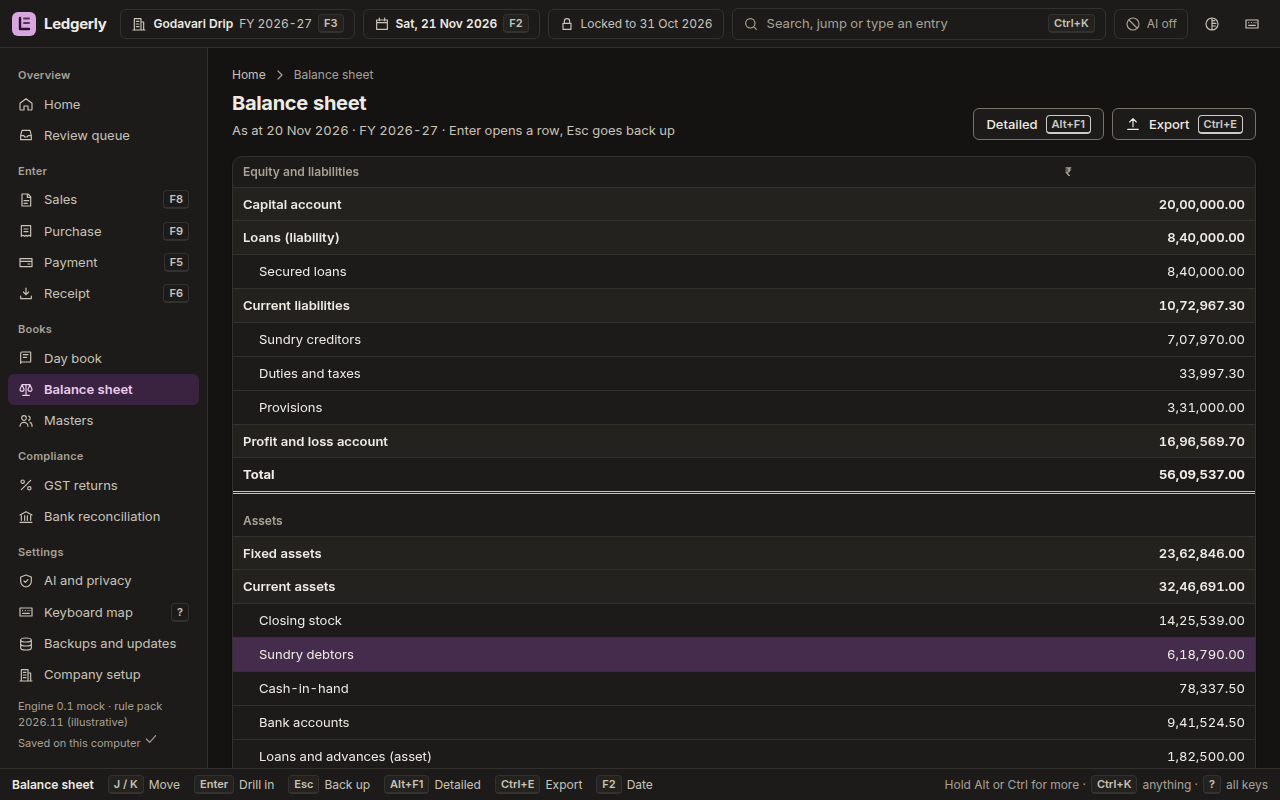 Ledgerly
Godavari Drip FY 2026-27 F3
Sat, 21 Nov 2026 F2
Locked to 31 Oct 2026
Search, jump or type an entry Ctrl+K
AI off
Overview
Home
Review queue
Enter
Sales F8
Purchase F9
Payment F5
Receipt F6
Books
Day book
Balance sheet
Masters
Compliance
GST returns
Bank reconciliation
Settings
AI and privacy
Keyboard map ?
Backups and updates
Company setup
Engine 0.1 mock · rule pack
2026.11 (illustrative)
Saved on this computer
Home > Balance sheet
Balance sheet
As at 20 Nov 2026 · FY 2026-27 · Enter opens a row, Esc goes back up
Detailed Alt+F1
Export Ctrl+E
Equity and liabilities ₹
Capital account 20,00,000.00
Loans (liability) 8,40,000.00
Secured loans 8,40,000.00
Current liabilities 10,72,967.30
Sundry creditors 7,07,970.00
Duties and taxes 33,997.30
Provisions 3,31,000.00
Profit and loss account 16,96,569.70
Total 56,09,537.00
Assets
Fixed assets 23,62,846.00
Current assets 32,46,691.00
Closing stock 14,25,539.00
Sundry debtors 6,18,790.00
Cash-in-hand 78,337.50
Bank accounts 9,41,524.50
Loans and advances (asset) 1,82,500.00
Balance sheet J / K Move Enter Drill in Esc Back up Alt+F1 Detailed Ctrl+E Export F2 Date
Hold Alt or Ctrl for more · Ctrl+K anything · ? all keys